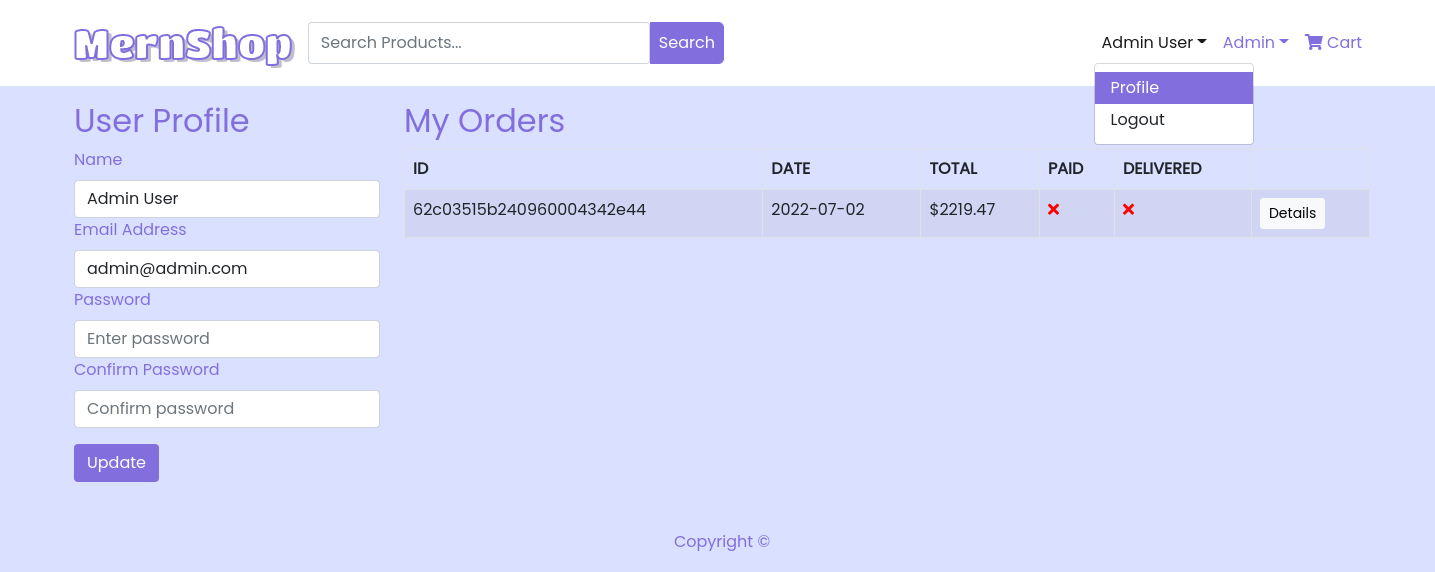 MernShop
Search Products...
Search
Admin User
Admin
Cart
Profile
Logout
User Profile
Name
Admin User
Email Address
admin@admin.com
Password
Enter password
Confirm Password
Confirm password
Update
My Orders
ID DATE TOTAL PAID DELIVERED
62c03515b240960004342e44 2022-07-02 $2219.47 Details
Copyright ©